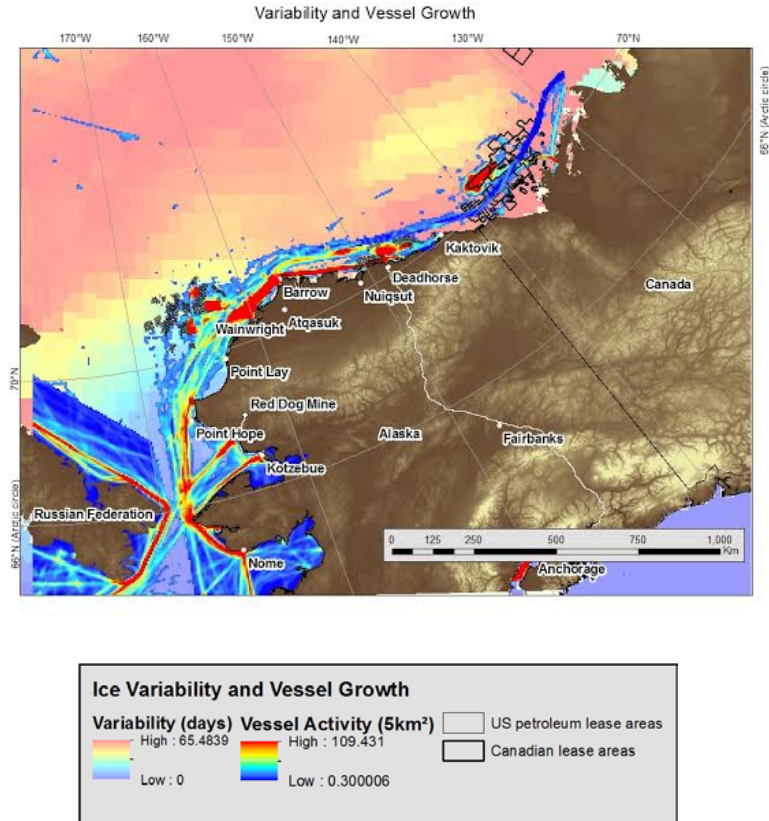 Variability and Vessel Growth
170°W 160°W 150°W 140°W 130°W 70°N
66°N (Arctic circle)
Kaktovik
Canada
Deadhorse
Barrow
Nuiqsut
Wainwright
Atqasuk
70°N
Point Lay
Red Dog Mine
Point Hope
Alaska
Fairbanks
Kotzebue
Russian Federation
66°N (Arctic circle)
0 125 250 500 750 1,000
Km
Nome
Anchorage
Ice Variability and Vessel Growth
Variability (days) Vessel Activity (5km²)
High : 65.4839 High : 109.431
US petroleum lease areas
Canadian lease areas
Low : 0 Low : 0.300006